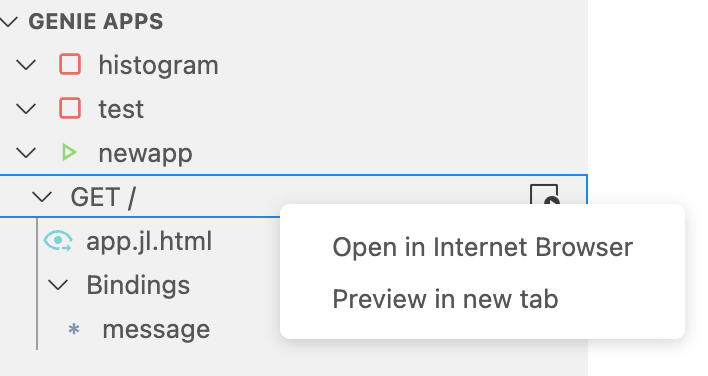 GENIE APPS
histogram
test
newapp
GET /
app.jl.html
Open in Internet Browser
Bindings
Preview in new tab
* message